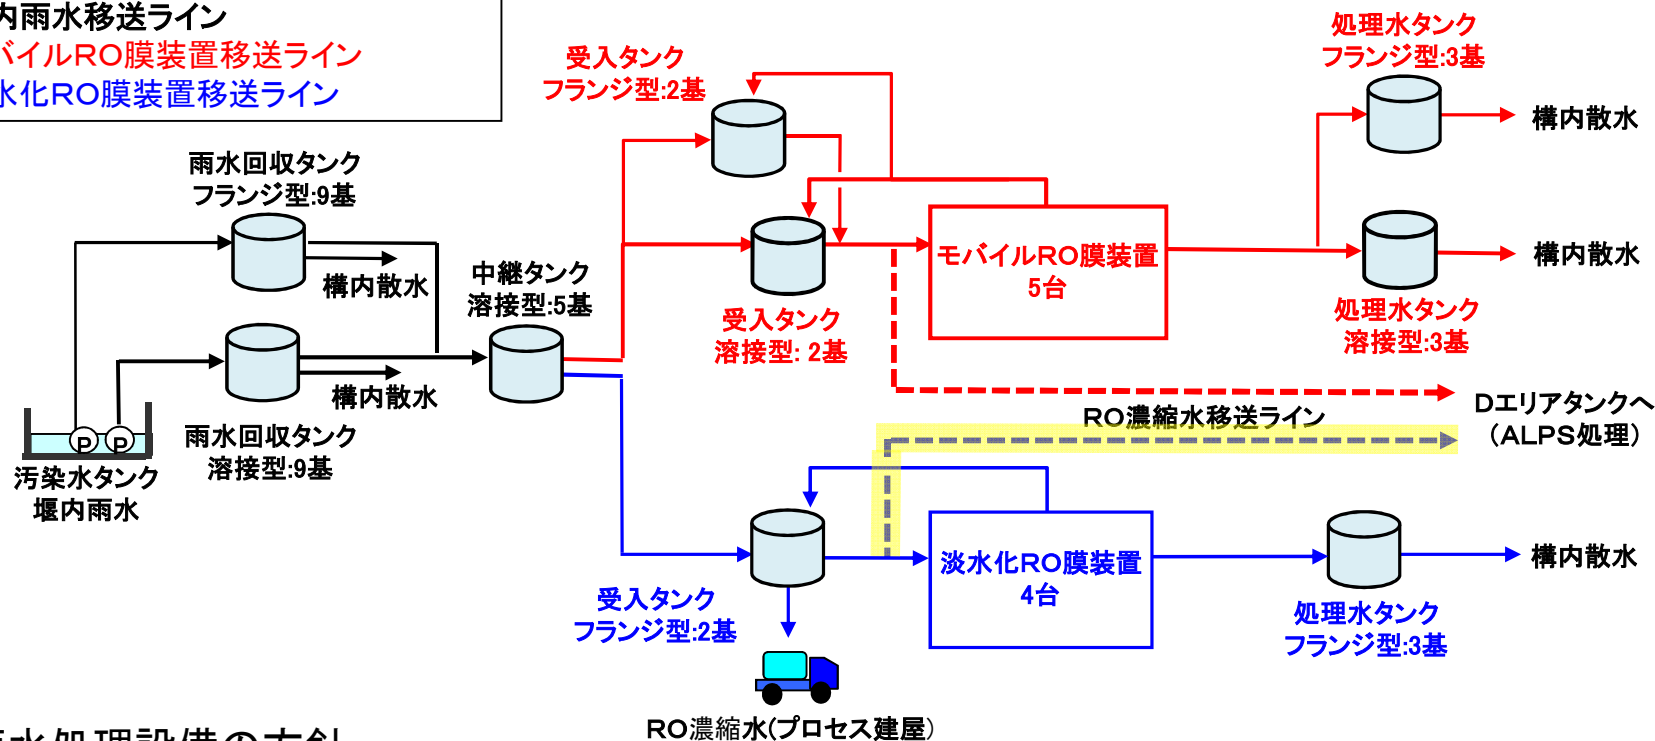 内雨水移送ライン
バイルRO膜装置移送ライン
水化RO膜装置移送ライン
受入タンク
フランジ型:2基
処理水タンク
フランジ型:3基
構内散水
雨水回収タンク
フランジ型:9基
構内散水
中継タンク
溶接型:5基
モバイルRO膜装置
5台
構内散水
受入タンク
溶接型: 2基
処理水タンク
溶接型:3基
構内散水
P P
雨水回収タンク
溶接型:9基
汚染水タンク
堰内雨水
RO濃縮水移送ライン
Dエリアタンクへ
（ALPS処理）
淡水化RO膜装置
4台
構内散水
受入タンク
フランジ型:2基
処理水タンク
フランジ型:3基
RO濃縮水(プロセス建屋)
水処理設備の方針